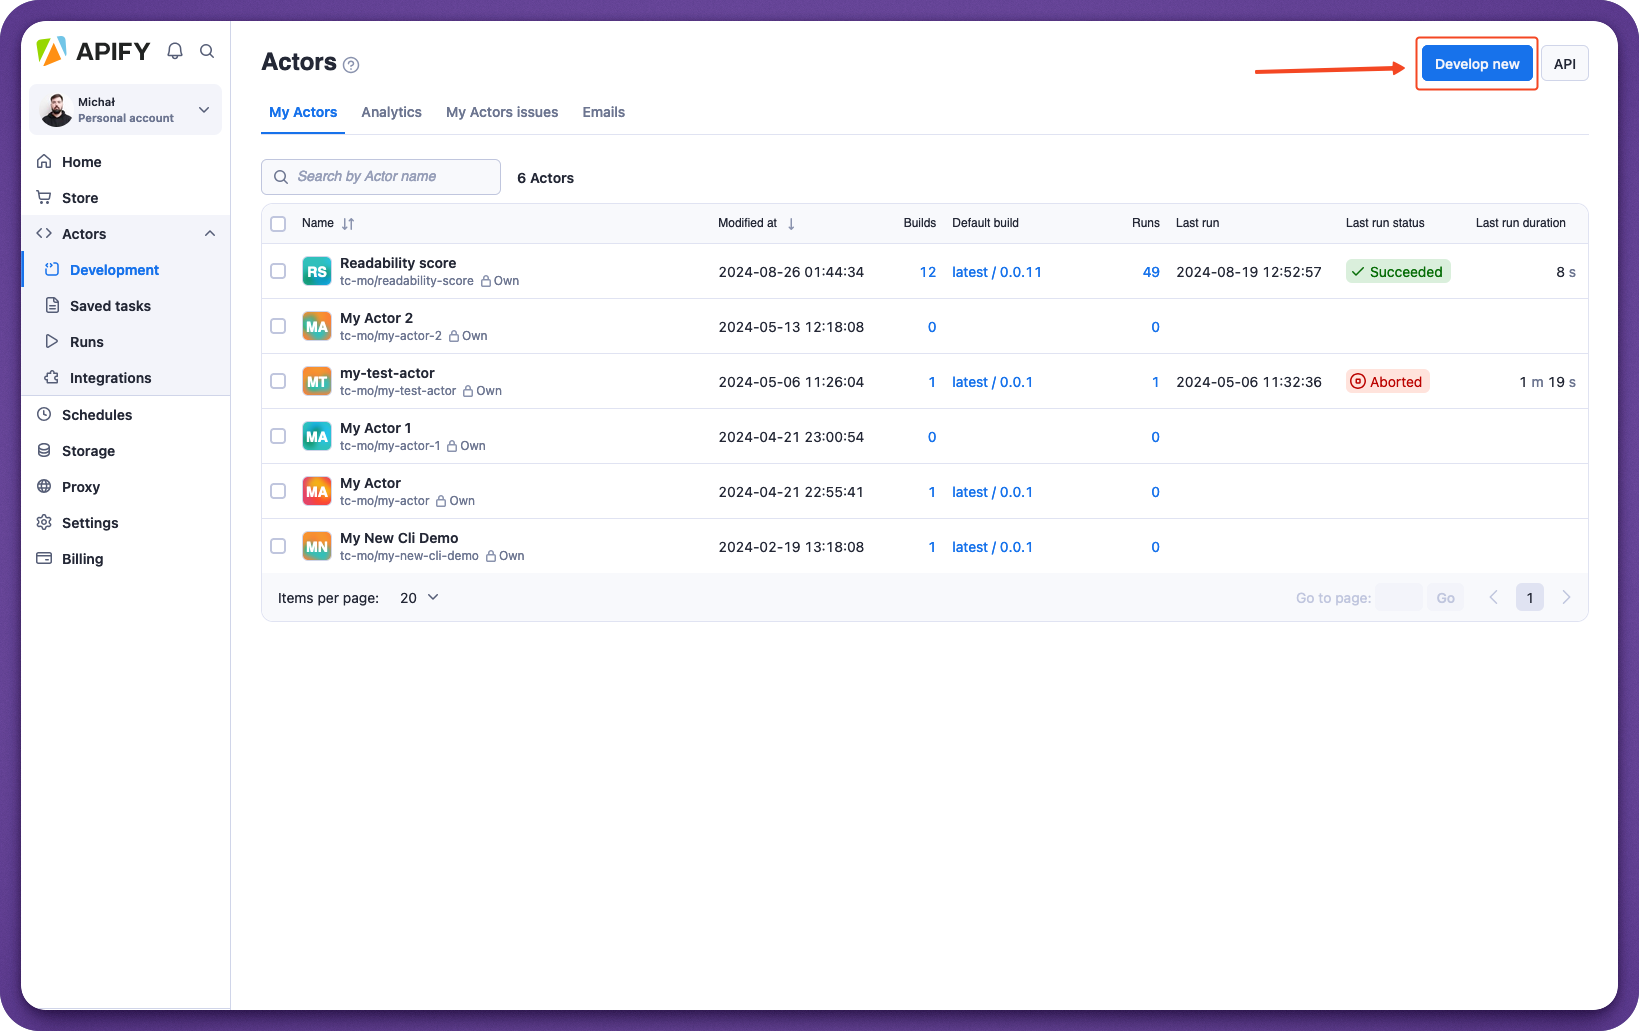 APIFY
Michał
Personal account
Home
Store
Actors
Development
Saved tasks
Runs
Integrations
Schedules
Storage
Proxy
Settings
Billing
Actors ?
Develop new
API
My Actors Analytics My Actors issues Emails
Search by Actor name
6 Actors
Name Modified at Builds Default build Runs Last run Last run status Last run duration
RS Readability score
tc-mo/readability-score Own
2024-08-26 01:44:34 12 latest / 0.0.11 49 2024-08-19 12:52:57 Succeeded 8 s
MA My Actor 2
tc-mo/my-actor-2 Own
2024-05-13 12:18:08 0 0
MT my-test-actor
tc-mo/my-test-actor Own
2024-05-06 11:26:04 1 latest / 0.0.1 1 2024-05-06 11:32:36 Aborted 1 m 19 s
MA My Actor 1
tc-mo/my-actor-1 Own
2024-04-21 23:00:54 0 0
MA My Actor
tc-mo/my-actor Own
2024-04-21 22:55:41 1 latest / 0.0.1 0
MN My New Cli Demo
tc-mo/my-new-cli-demo Own
2024-02-19 13:18:08 1 latest / 0.0.1 0
Items per page: 20
Go to page: Go 1